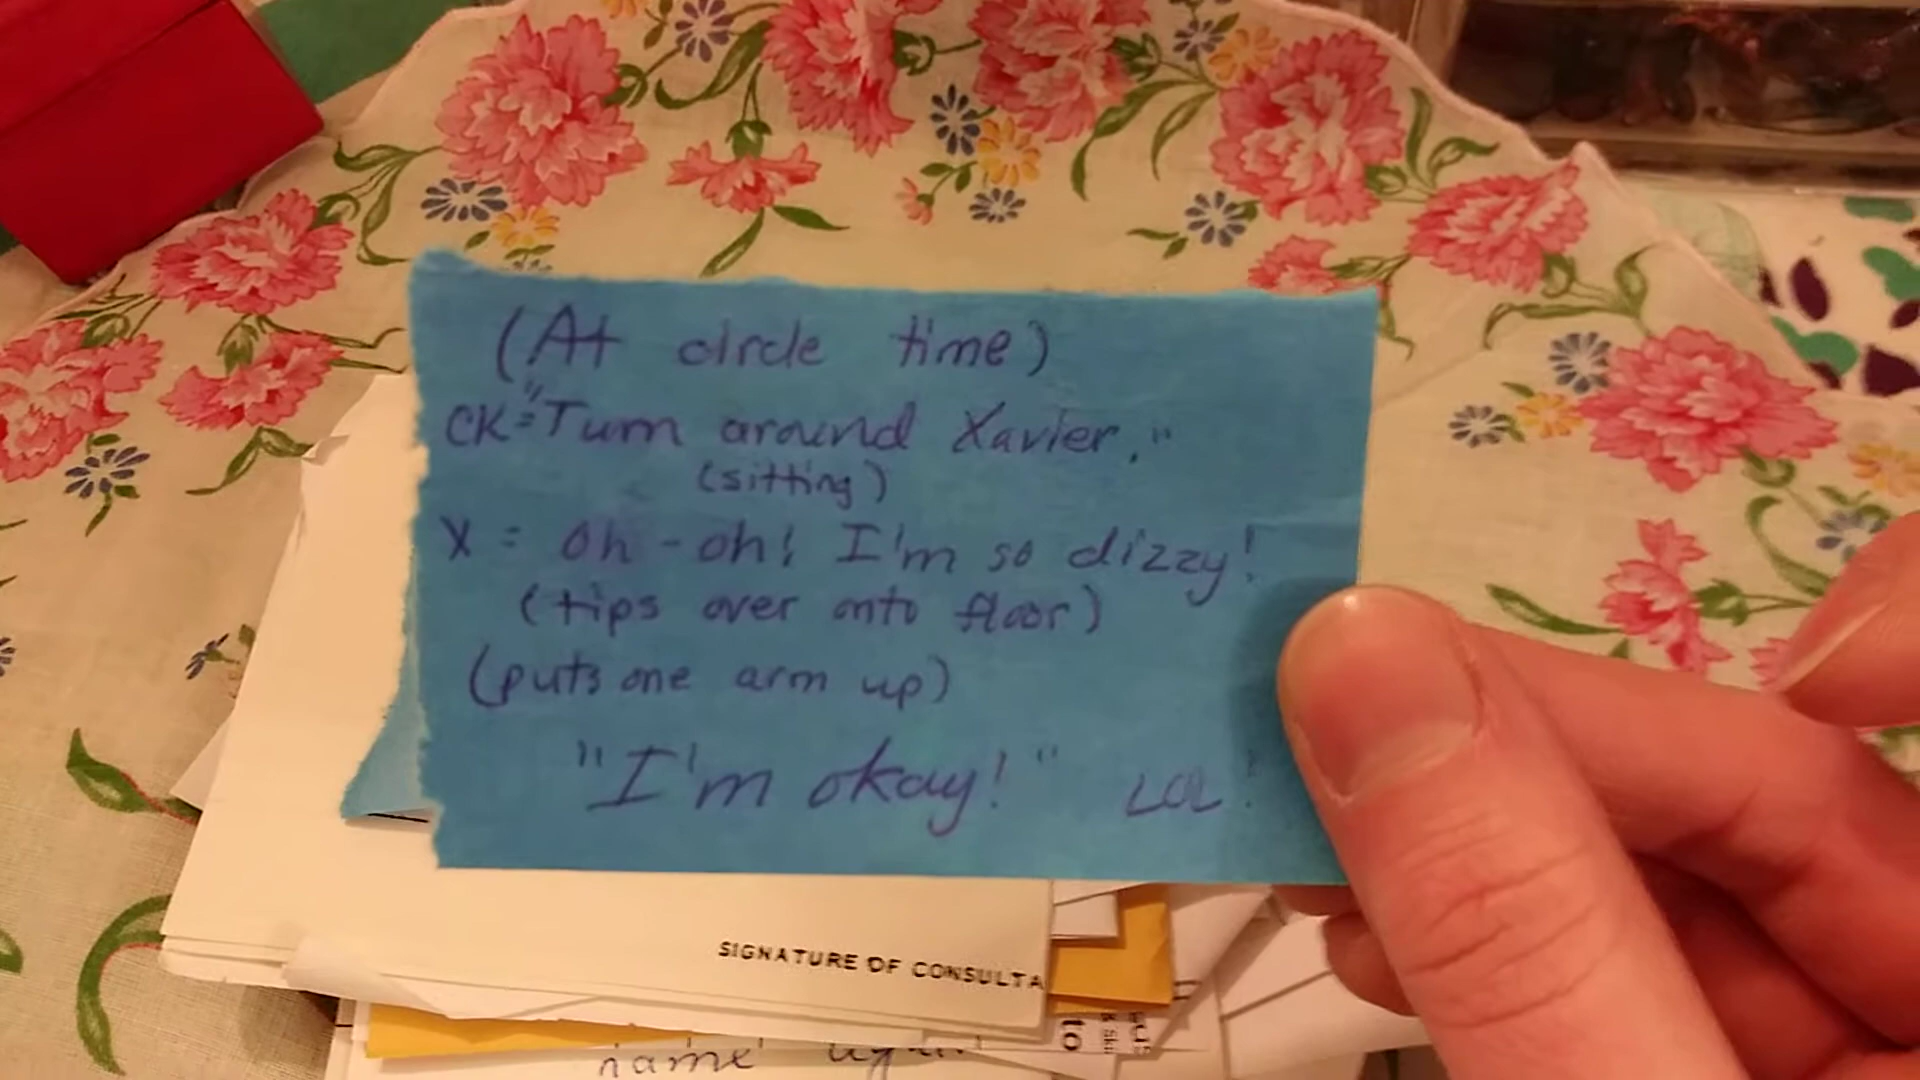 (At circle time)
CK="Turn around Xavier."
(sitting)
X = Oh-oh! I'm so dizzy!
(tips over onto floor)
(puts one arm up)
"I'm okay!" LOL!
SIGNATURE OF CONSULTA
name
to